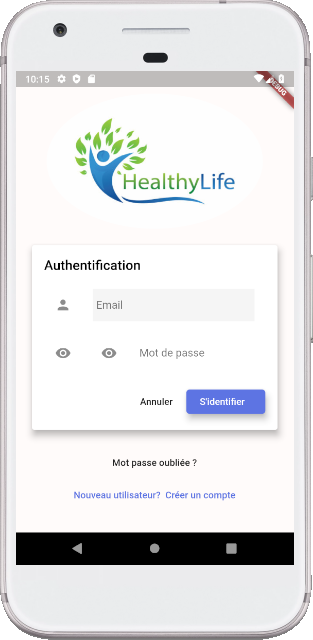 10:15
DEBUG
HealthyLife
Authentification
Email
Mot de passe
Annuler S'identifier
Mot passe oubliée ?
Nouveau utilisateur? Créer un compte